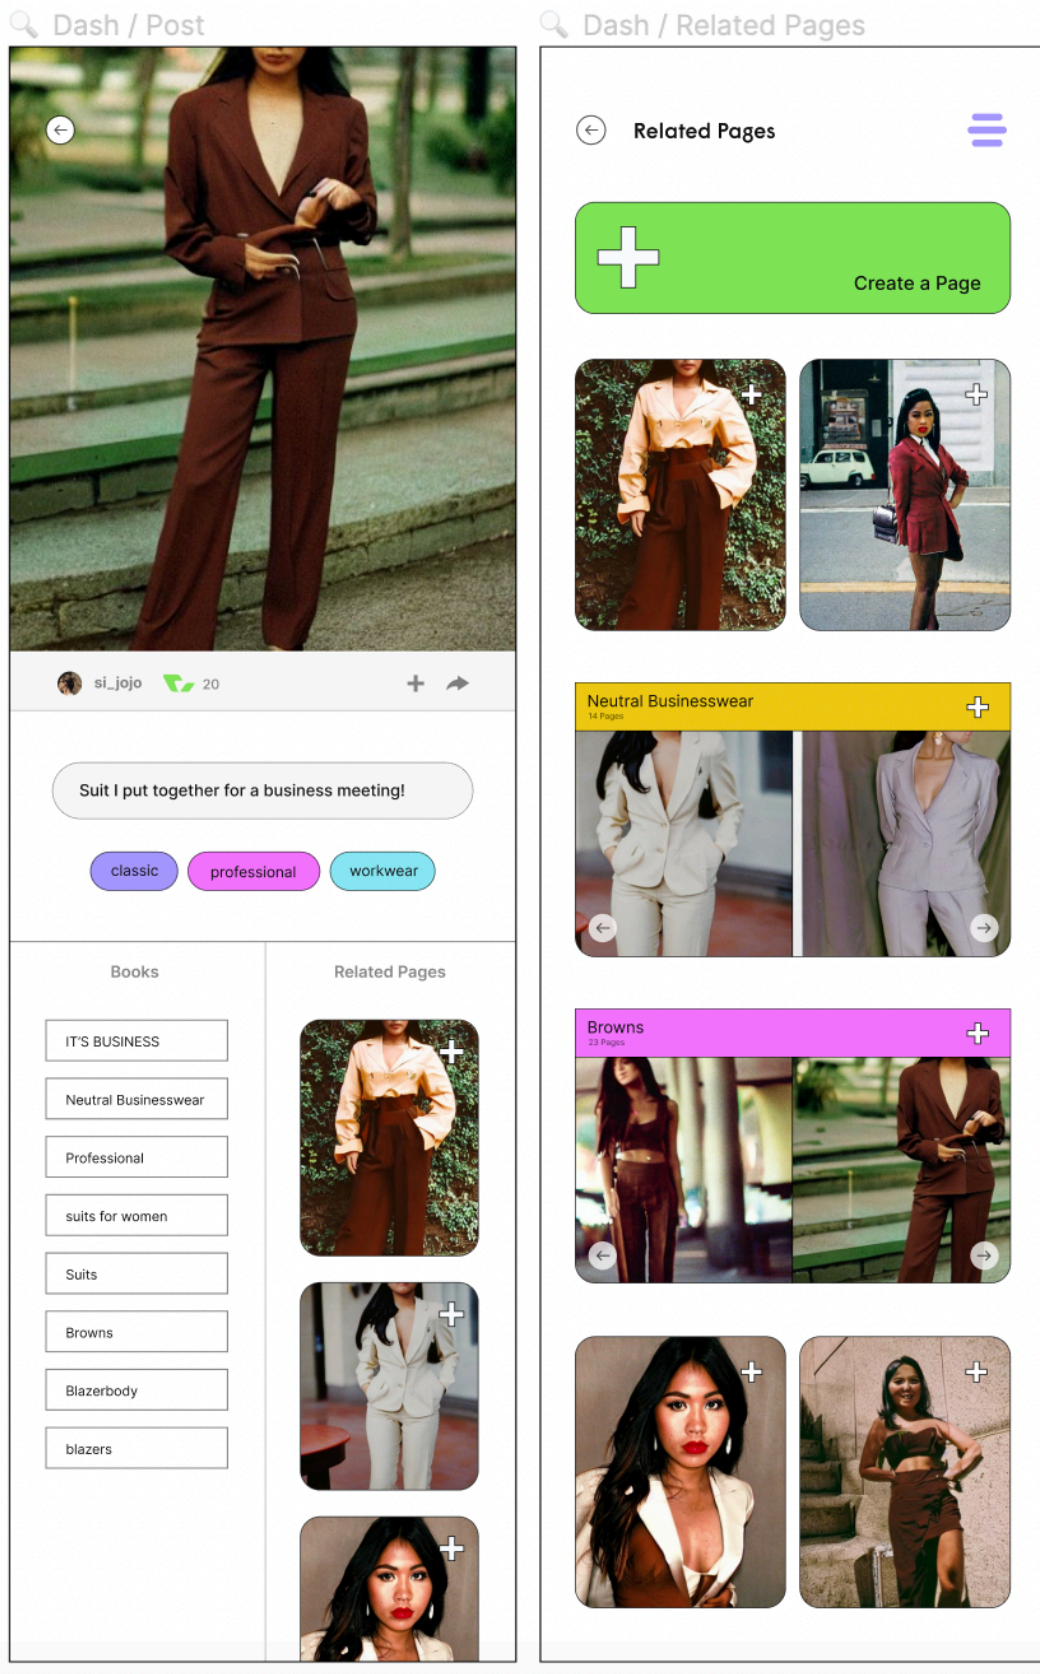 Dash / Post
si_jojo
20
Suit I put together for a business meeting!
classic
professional
workwear
Books
IT'S BUSINESS
Neutral Businesswear
Professional
suits for women
Suits
Browns
Blazerbody
blazers
Related Pages
Dash / Related Pages
Related Pages
Create a Page
Neutral Businesswear
14 Pages
Browns
23 Pages